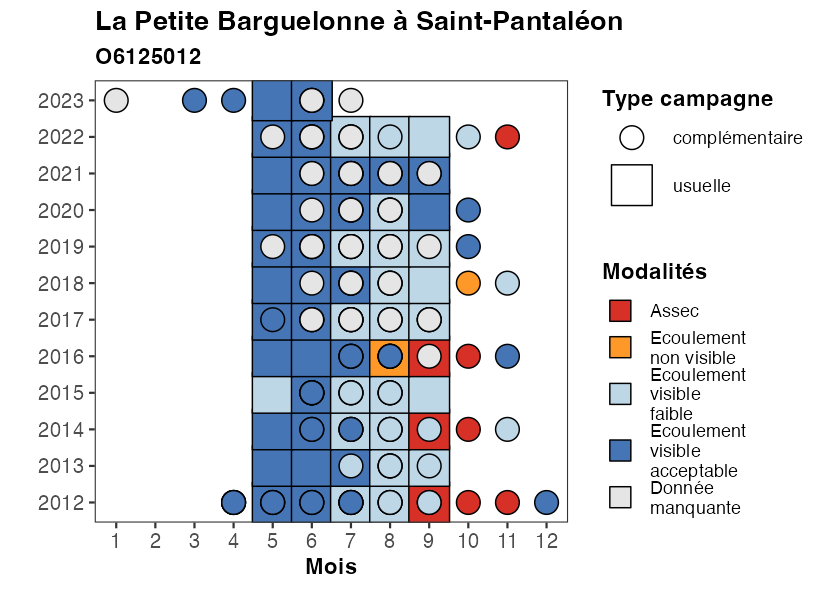 La Petite Barguelonne à Saint-Pantaléon
O6125012
2023
2022
2021
2020
2019
2018
2017
2016
2015
2014
2013
2012
1 2 3 4 5 6 7 8 9 10 11 12
Mois
Type campagne
complémentaire
usuelle
Modalités
Assec
Ecoulement
non visible
Ecoulement
visible
faible
Ecoulement
visible
acceptable
Donnée
manquante